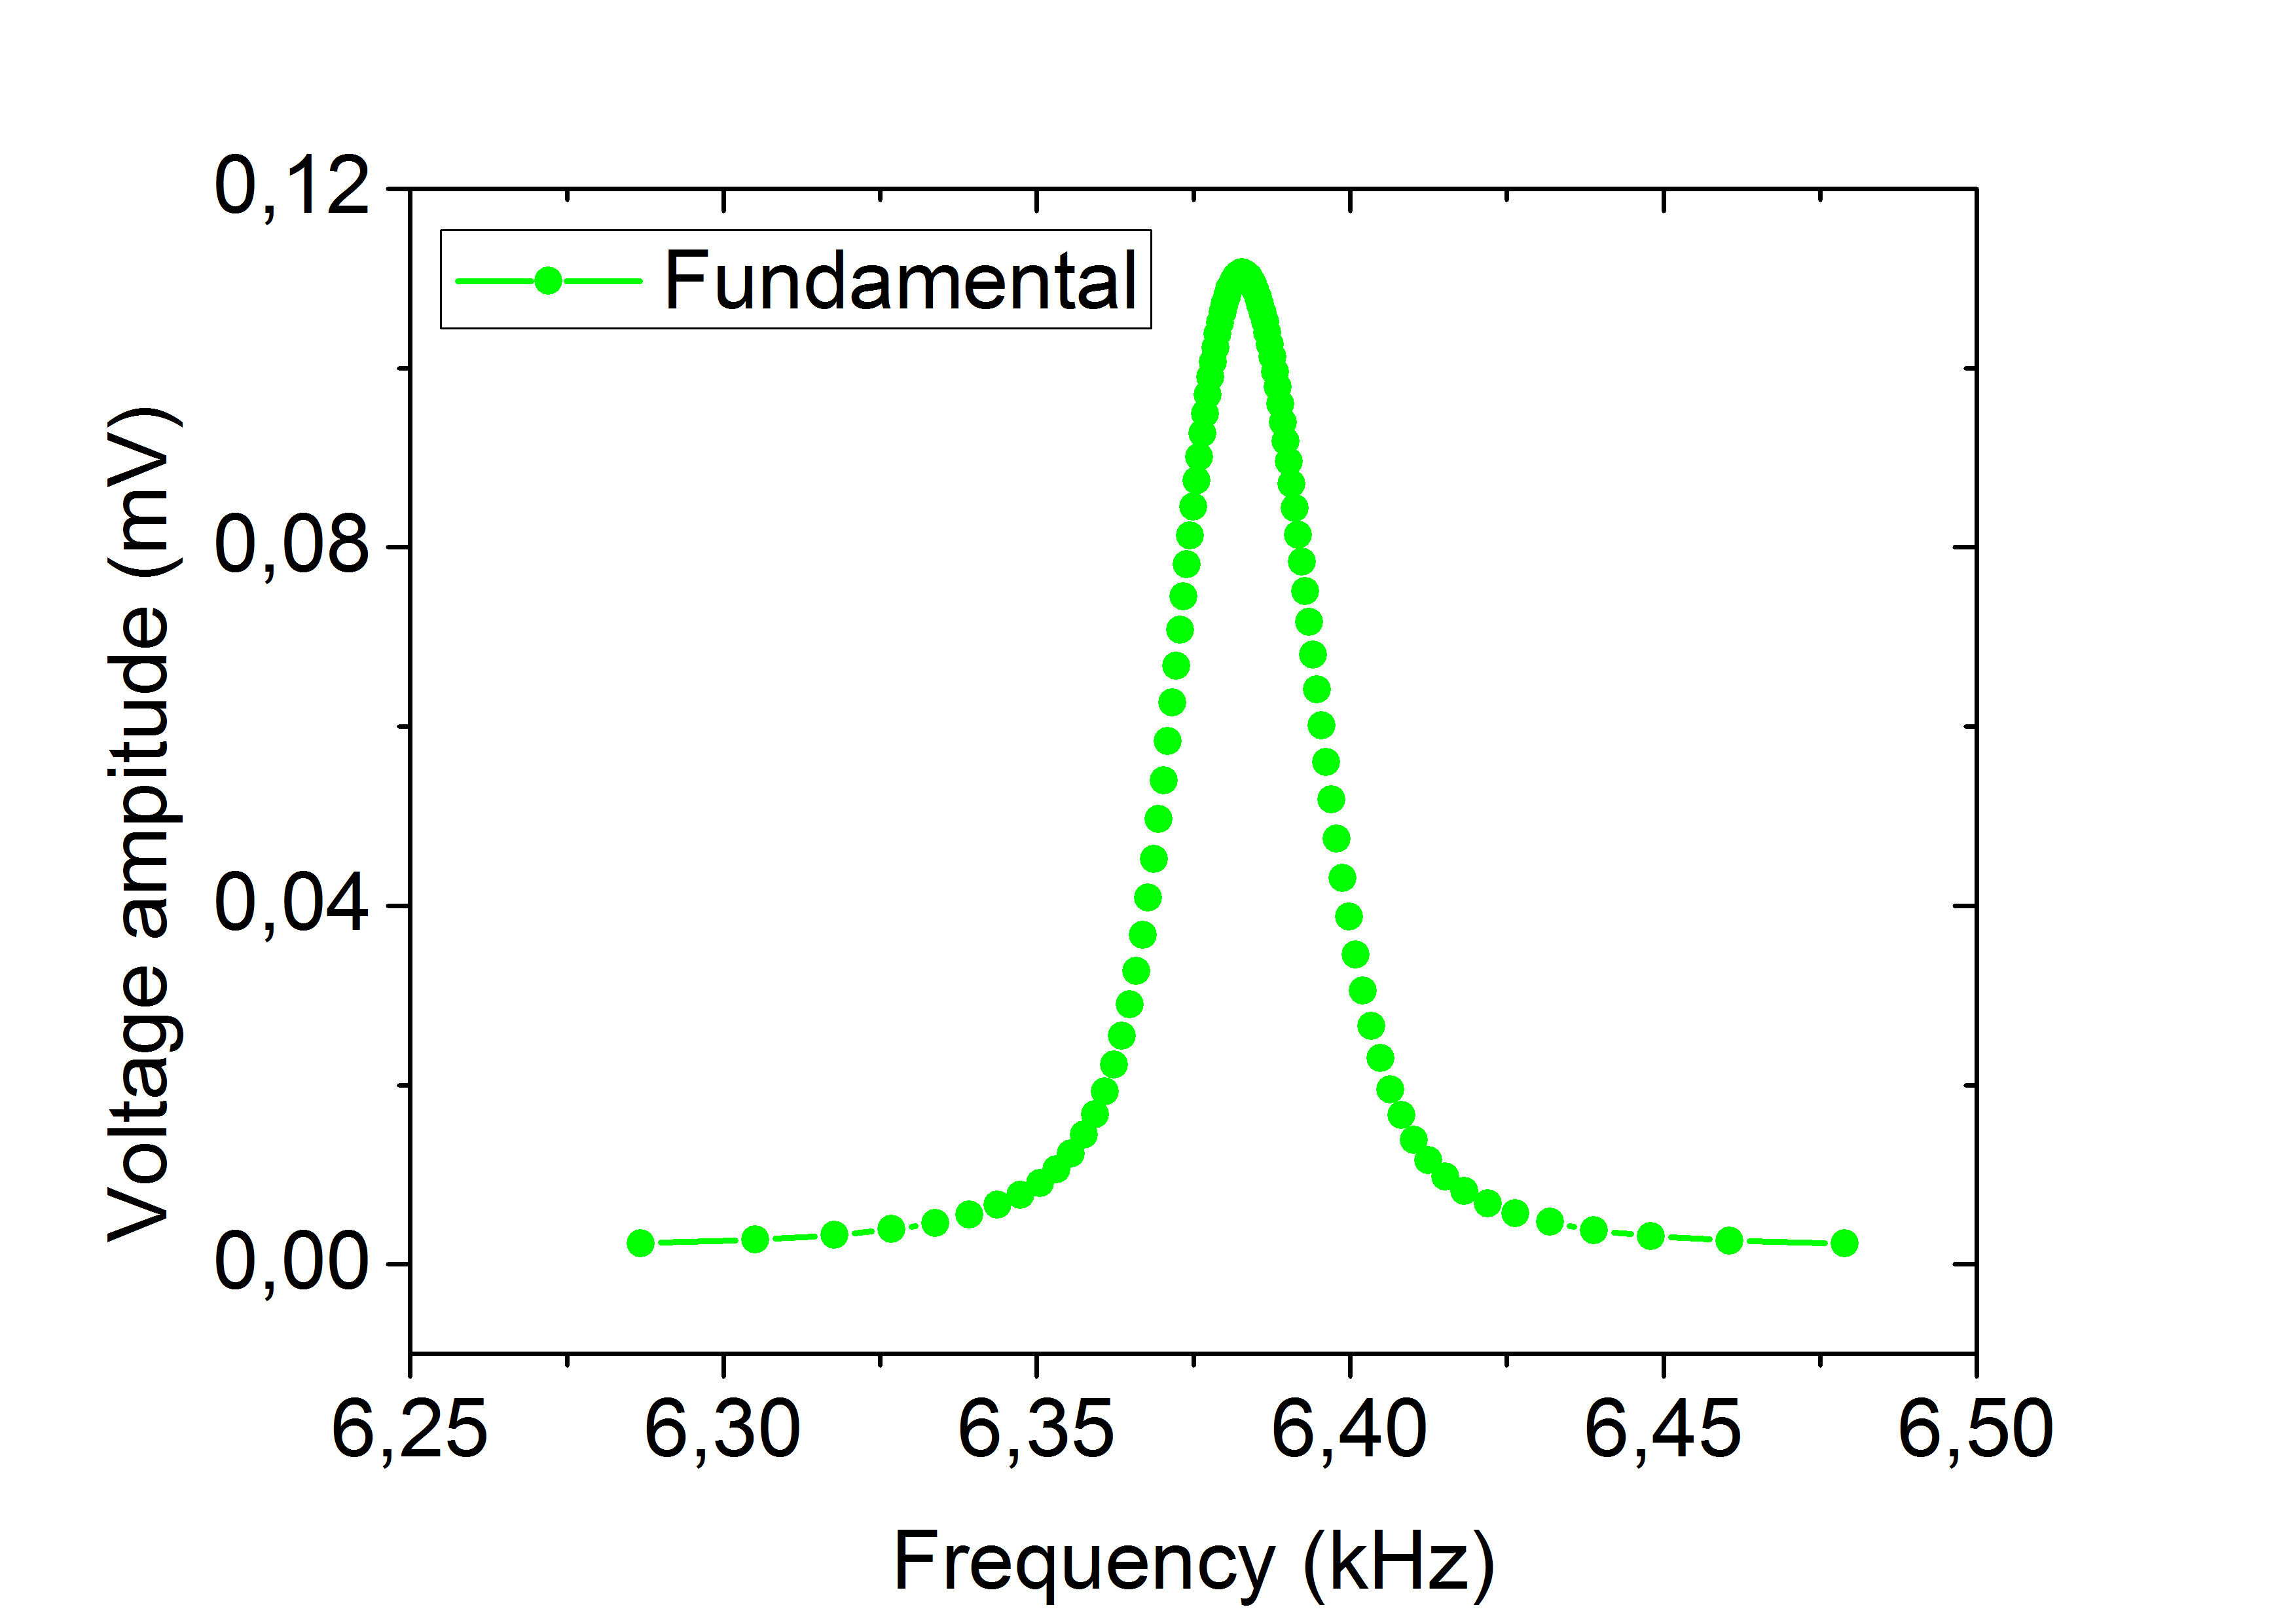 0,12
Fundamental
0,08
0,04
0,00
Voltage ampitude (mV)
6,25 6,30 6,35 6,40 6,45 6,50
Frequency (kHz)